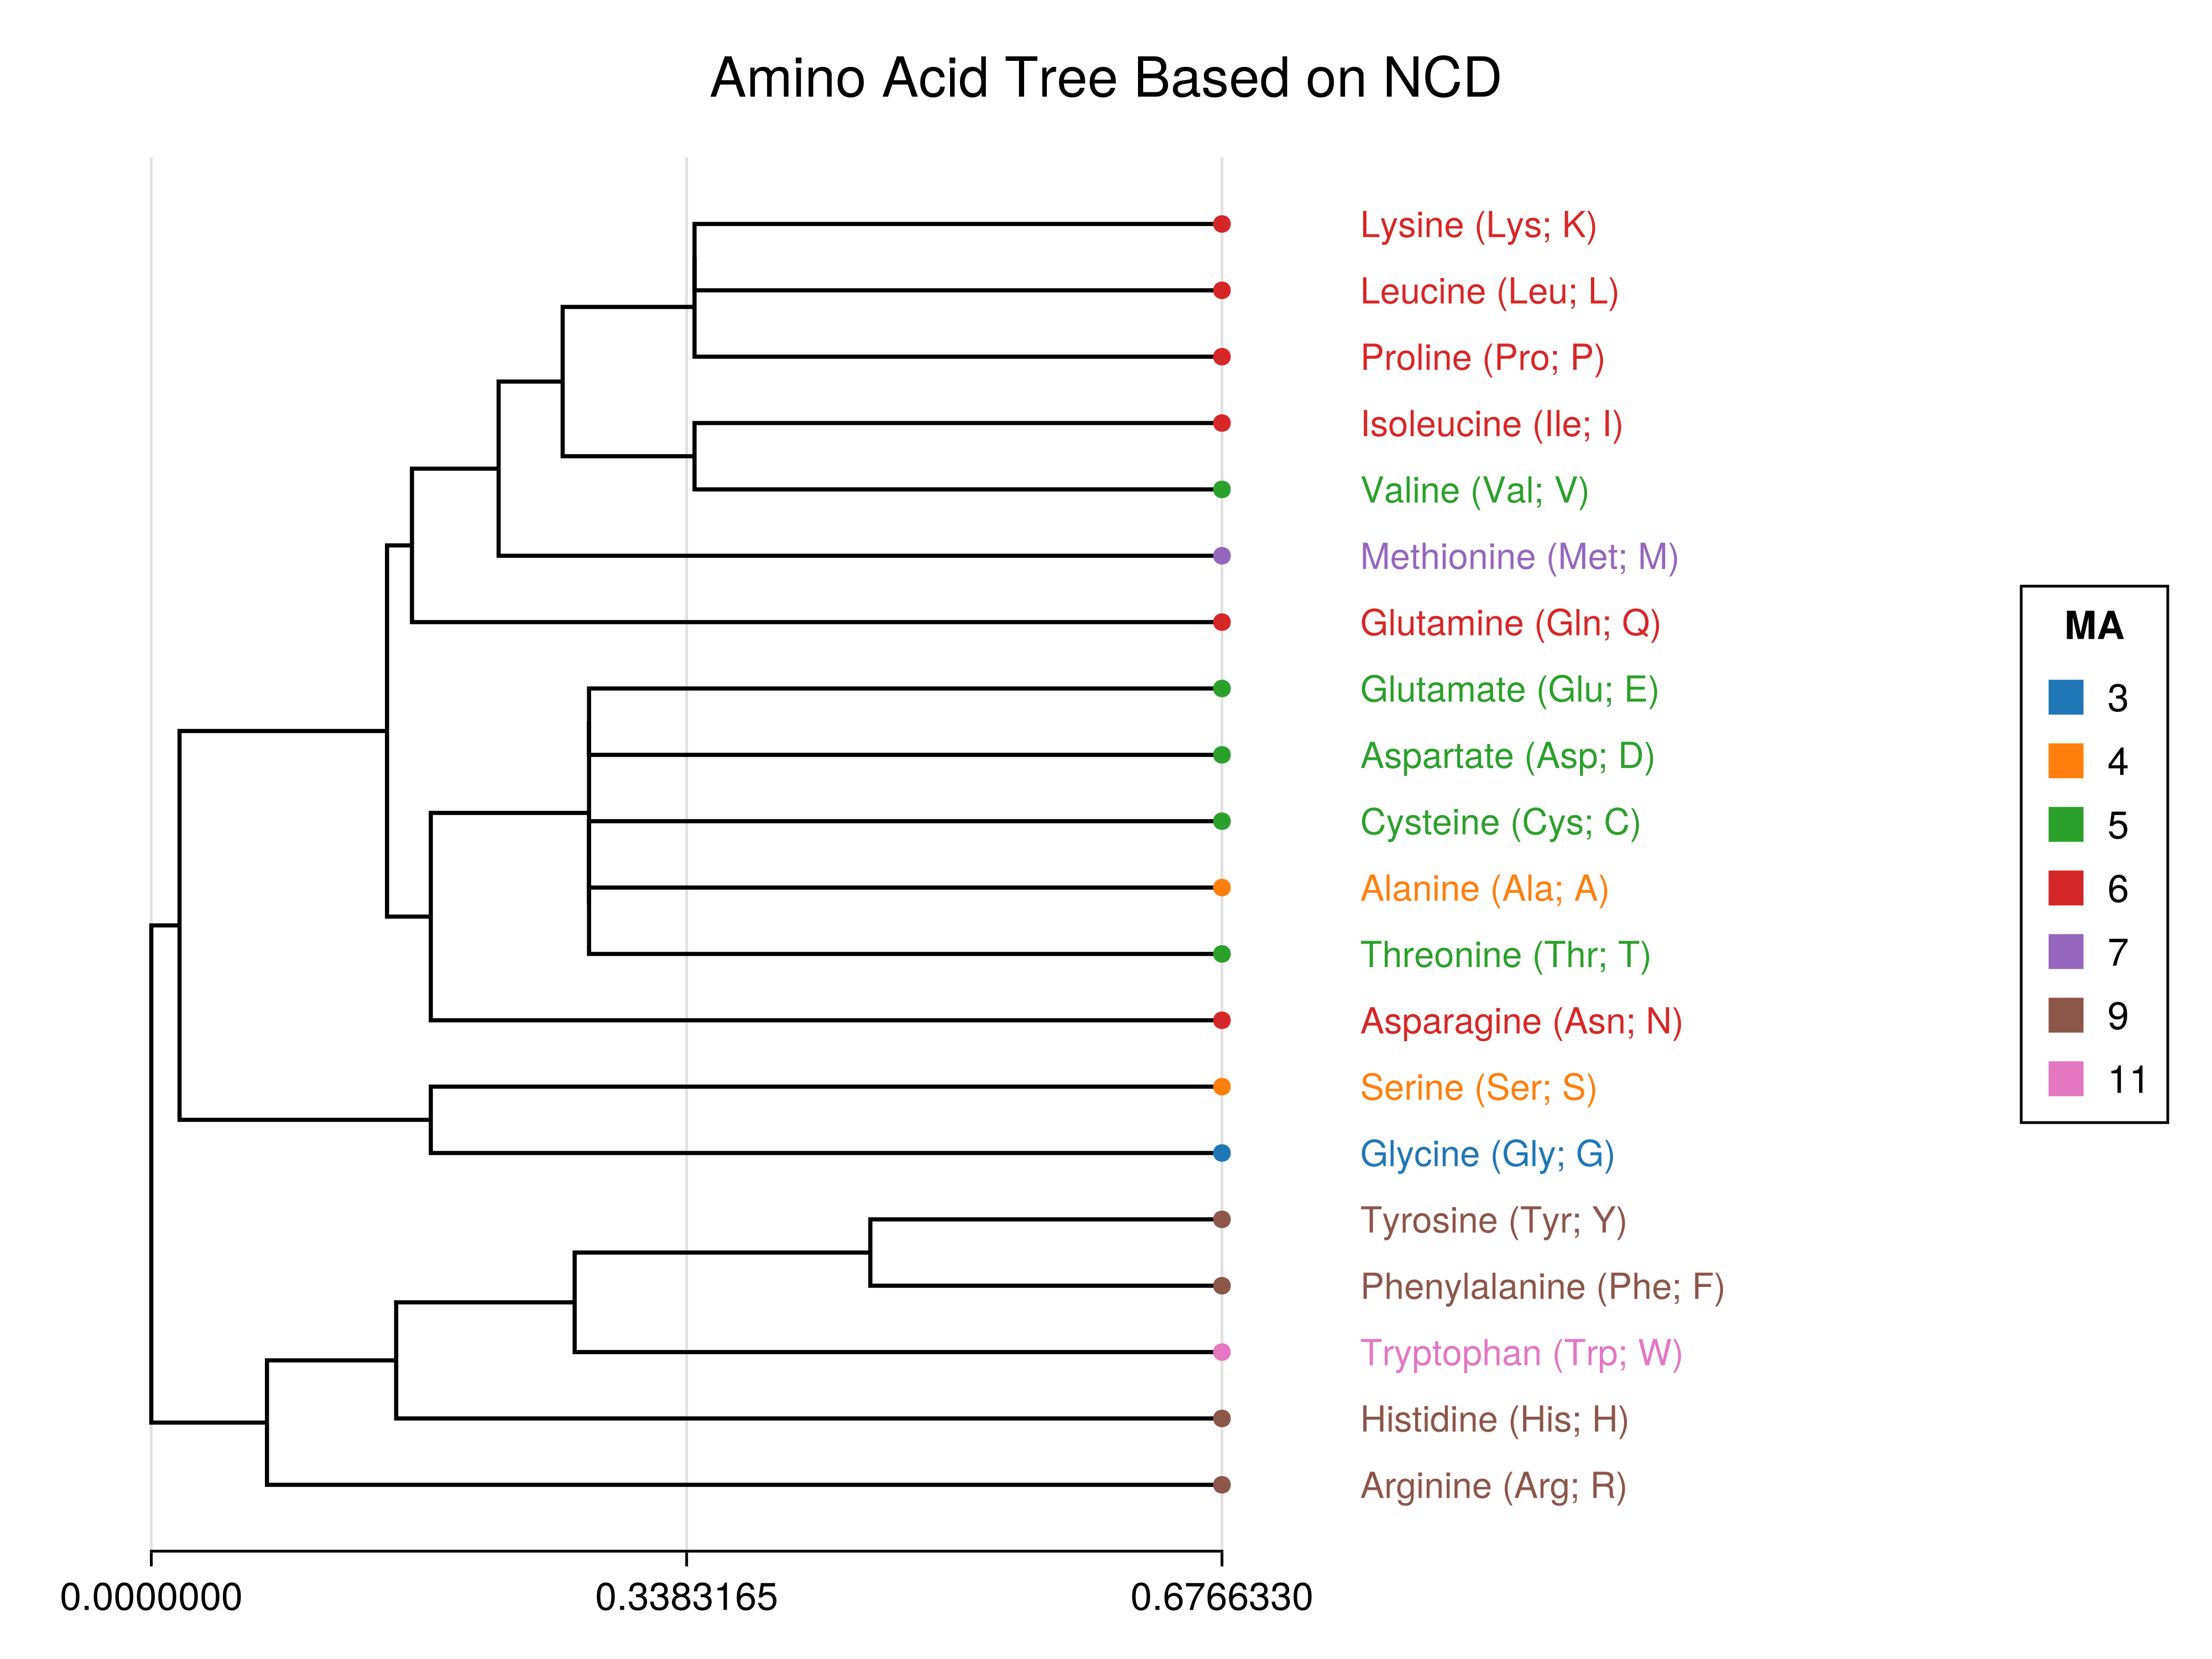 Amino Acid Tree Based on NCD
Lysine (Lys; K)
Leucine (Leu; L)
Proline (Pro; P)
Isoleucine (Ile; I)
Valine (Val; V)
Methionine (Met; M)
Glutamine (Gln; Q)
Glutamate (Glu; E)
Aspartate (Asp; D)
Cysteine (Cys; C)
Alanine (Ala; A)
Threonine (Thr; T)
Asparagine (Asn; N)
Serine (Ser; S)
Glycine (Gly; G)
Tyrosine (Tyr; Y)
Phenylalanine (Phe; F)
Tryptophan (Trp; W)
Histidine (His; H)
Arginine (Arg; R)
MA
3
4
5
6
7
9
11
0.0000000 0.3383165 0.6766330